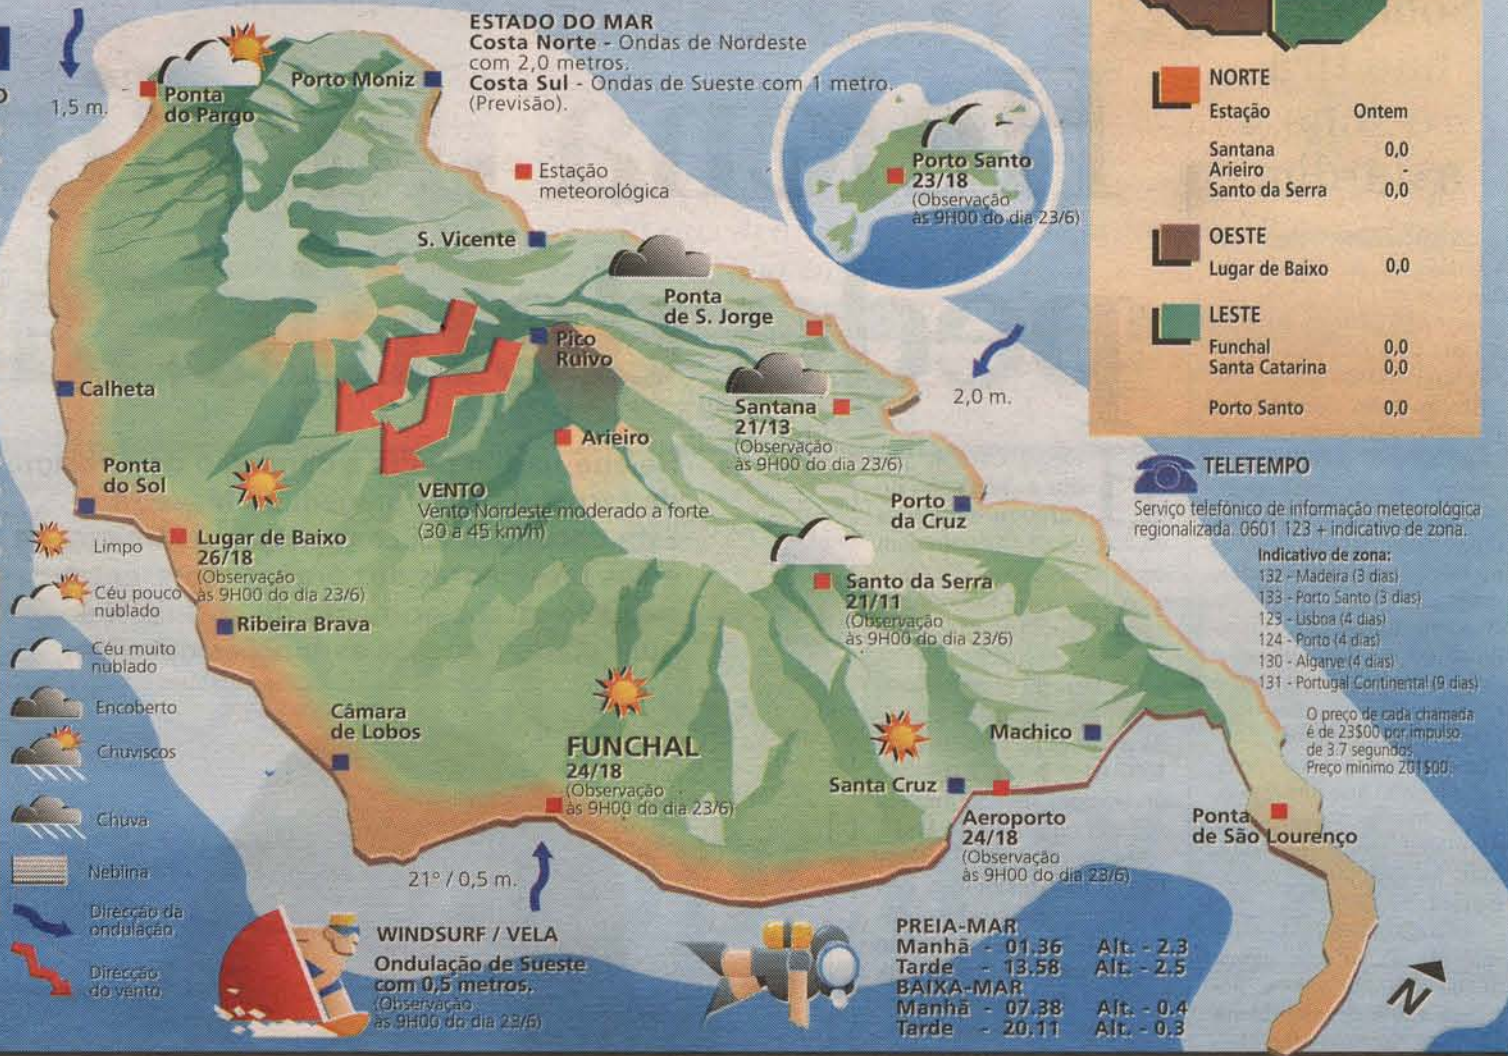 ESTADO DO MAR
Costa Norte - Ondas de Nordeste
com 2,0 metros.
Costa Sul - Ondas de Sueste com 1 metro.
(Previsão).
1,5 m.
Ponta
do Pargo
Porto Moniz
Estação
meteorológica
Porto Santo
23/18
(Observação
às 9H00 do dia 23/6)
S. Vicente
Ponta
de S. Jorge
Pico
Ruivo
2,0 m.
Calheta
Santana
21/13
(Observação
às 9H00 do dia 23/6)
Arieiro
Ponta
do Sol
VENTO
Vento Nordeste moderado a forte
(30 a 45 km/h)
Porto
da Cruz
Lugar de Baixo
26/18
(Observação
às 9H00 do dia 23/6)
Santo da Serra
21/11
(Observação
às 9H00 do dia 23/6)
Ribeira Brava
Câmara
de Lobos
FUNCHAL
24/18
(Observação
às 9H00 do dia 23/6)
Machico
Santa Cruz
Aeroporto
24/18
(Observação
às 9H00 do dia 23/6)
Ponta
de São Lourenço
21º / 0,5 m.
Limpo
Céu pouco
nublado
Céu muito
nublado
Encoberto
Chuviscos
Chuva
Neblina
Direcção da
ondulação
Direcção
do vento
WINDSURF / VELA
Ondulação de Sueste
com 0,5 metros.
(Observação
às 9H00 do dia 23/6)
PREIA-MAR
Manhã - 01.36 Alt. - 2.3
Tarde - 13.58 Alt. - 2.5
BAIXA-MAR
Manhã - 07.38 Alt. - 0.4
Tarde - 20.11 Alt. - 0.3
N
NORTE
Estação Ontem
Santana 0,0
Arieiro -
Santo da Serra 0,0
OESTE
Lugar de Baixo 0,0
LESTE
Funchal 0,0
Santa Catarina 0,0
Porto Santo 0,0
TELETEMPO
Serviço telefónico de informação meteorológica
regionalizada. 0601 123 + indicativo de zona.
Indicativo de zona:
132 - Madeira (3 dias)
133 - Porto Santo (3 dias)
123 - Lisboa (4 dias)
124 - Porto (4 dias)
130 - Algarve (4 dias)
131 - Portugal Continental (9 dias)
O preço de cada chamada
é de 23$00 por impulso
de 3.7 segundos.
Preço mínimo 201$00.